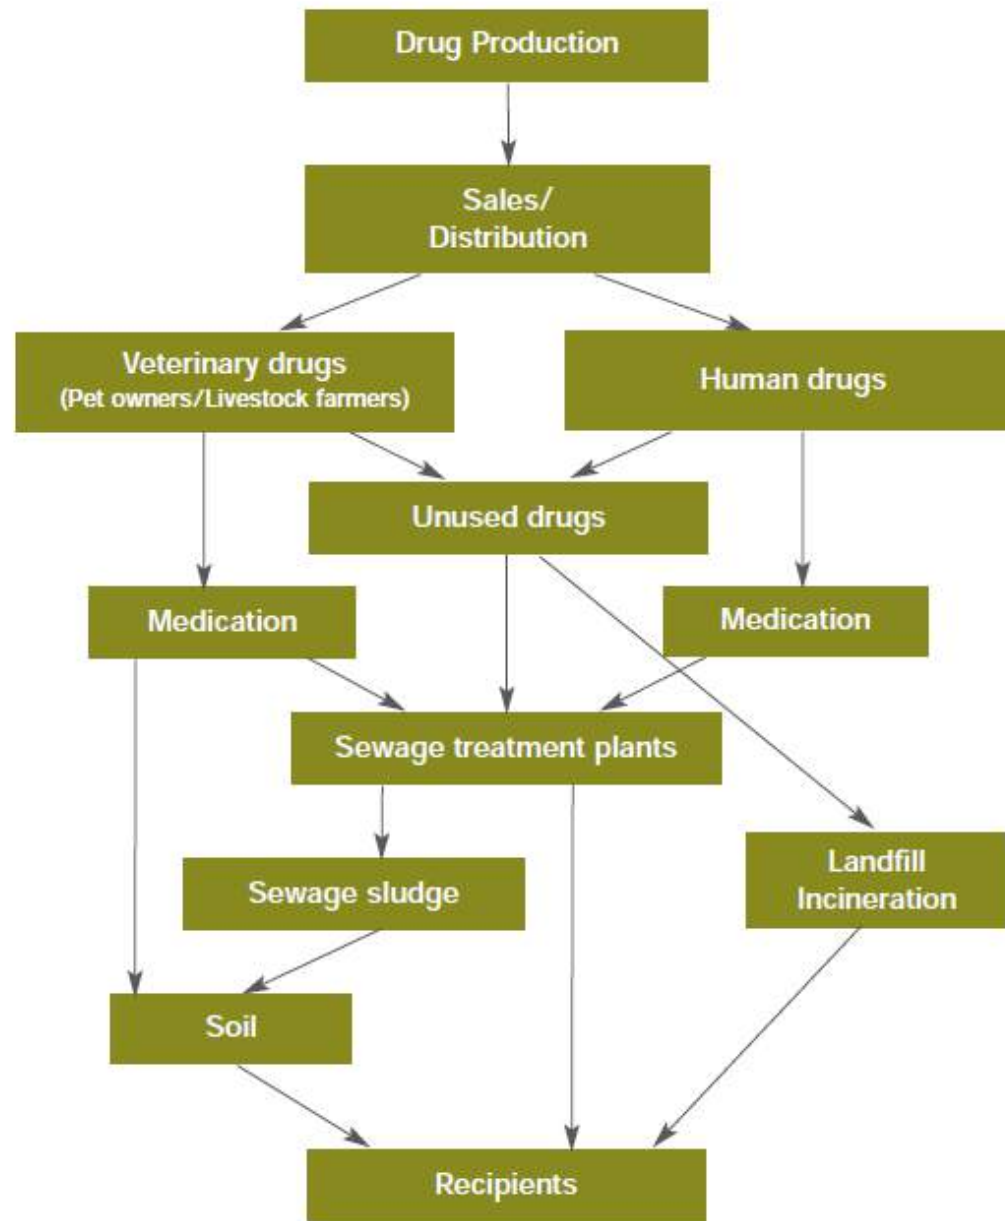 Drug Production
Sales/
Distribution
Veterinary drugs
(Pet owners/Livestock farmers)
Human drugs
Unused drugs
Medication
Medication
Sewage treatment plants
Landfill
Incineration
Sewage sludge
Soil
Recipients